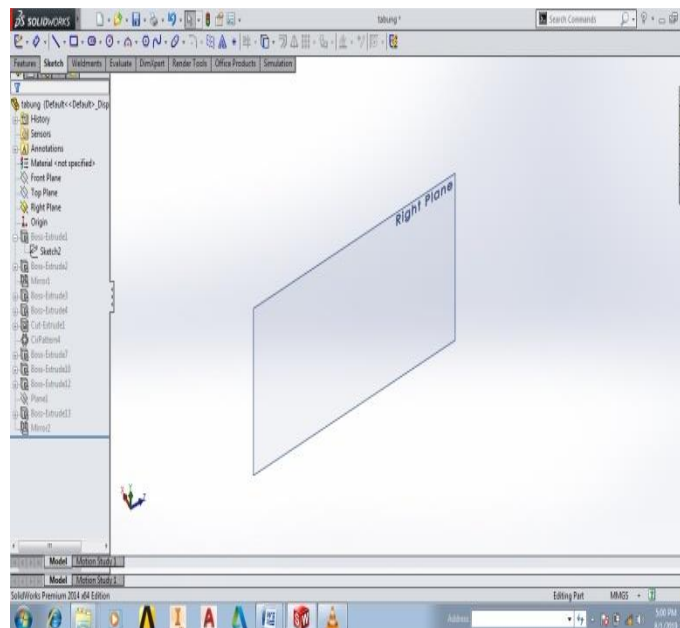 SOLIDWORKS
tabung *
Search Commands
Features Sketch Weldments Evaluate DimXpert Render Tools Office Products Simulation
tabung (Default<<Default>_Disp
History
Sensors
Annotations
Material <not specified>
Front Plane
Top Plane
Right Plane
Origin
Boss-Extrude1
Sketch2
Boss-Extrude2
Mirror1
Boss-Extrude3
Boss-Extrude4
Cut-Extrude1
CirPattern4
Boss-Extrude7
Boss-Extrude10
Boss-Extrude12
Plane1
Boss-Extrude13
Mirror2
Right Plane
Model Motion Study 1
Model Motion Study 1
SolidWorks Premium 2014 x64 Edition
Editing Part
MMGS
Address
5:00 PM